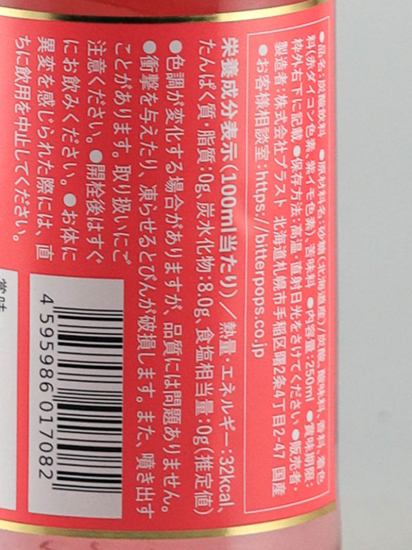 ●品名:炭酸飲料 ●原材料名:砂糖(北海道産)/炭酸、酸味料、香料、着色
料(赤ダイコン色素、紫イモ色素)、苦味料 ●内容量:250ml ●賞味期限:
枠外右下に記載 ●保存方法:高温・直射日光をさけてください。●販売者・
製造者:株式会社ブラスト 北海道札幌市手稲区曙2条4丁目2-47 国産
●お客様相談室:https://bitterpops.co.jp
栄養成分表示(100ml当たり)/熱量・エネルギー:32kcal、
たんぱく質・脂質:0g、炭水化物:8.0g、食塩相当量:0g(推定値)
●色調が変化する場合がありますが、品質には問題ありません。
●衝撃を与えたり、凍らせるとびんが破損します。また、噴き出す
ことがあります。取り扱いにご
注意ください。●開栓後はすぐ
にお飲みください。●お体に
異変を感じられた際には、直
ちに飲用を中止してください。
4 595986 017082
賞味